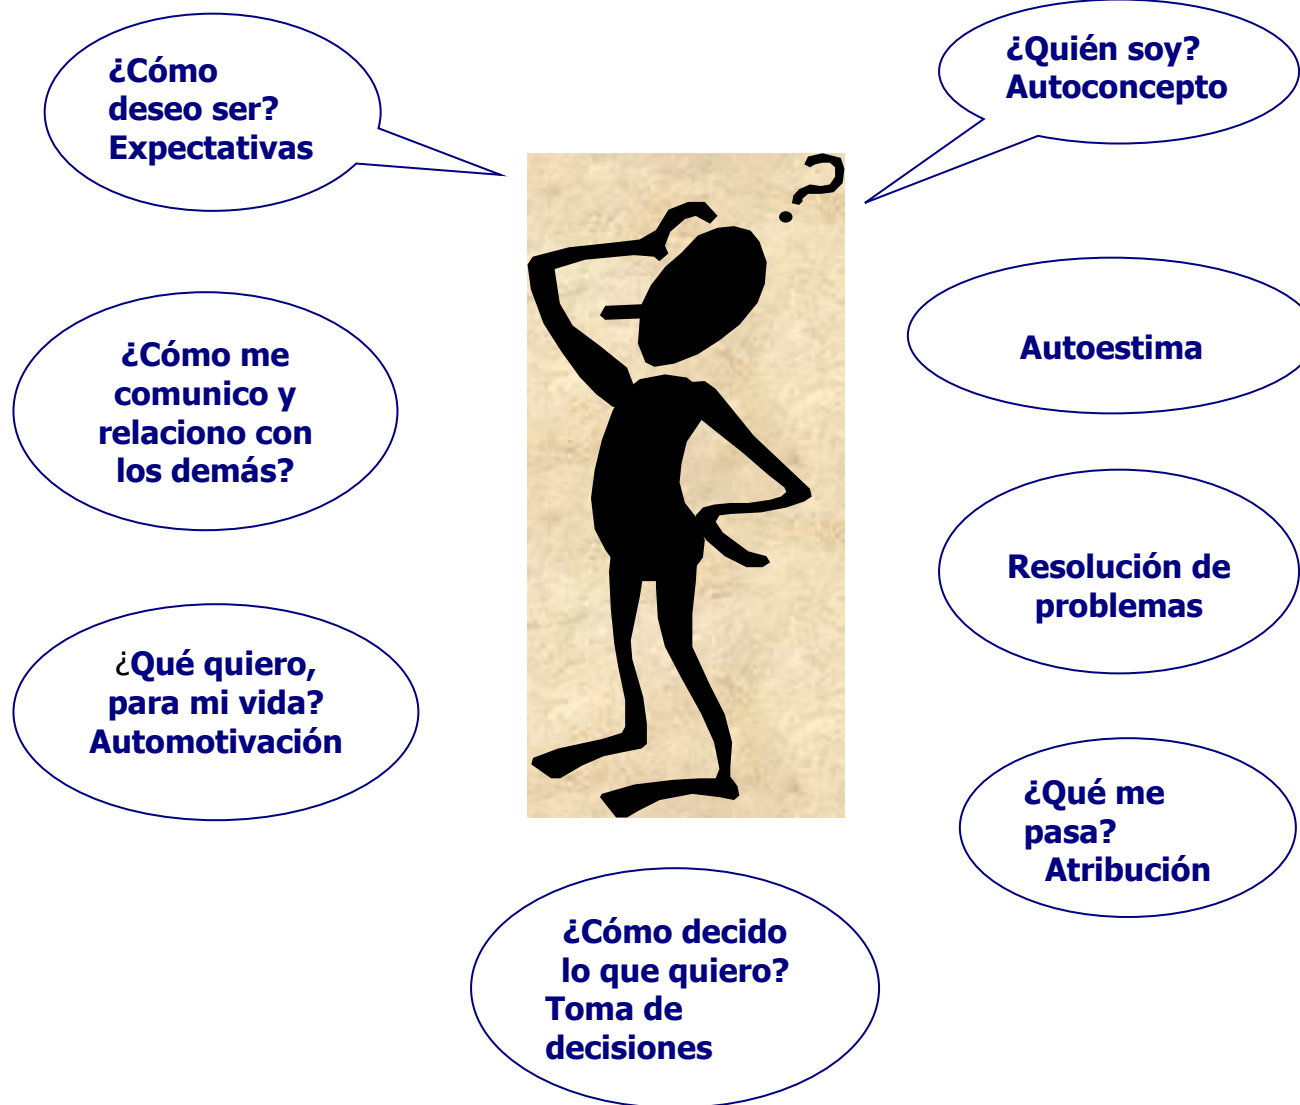 ¿Cómo
deseo ser?
Expectativas
¿Quién soy?
Autoconcepto
?
¿Cómo me
comunico y
relaciono con
los demás?
Autoestima
Resolución de
problemas
¿Qué quiero,
para mi vida?
Automotivación
¿Qué me
pasa?
Atribución
¿Cómo decido
lo que quiero?
Toma de
decisiones